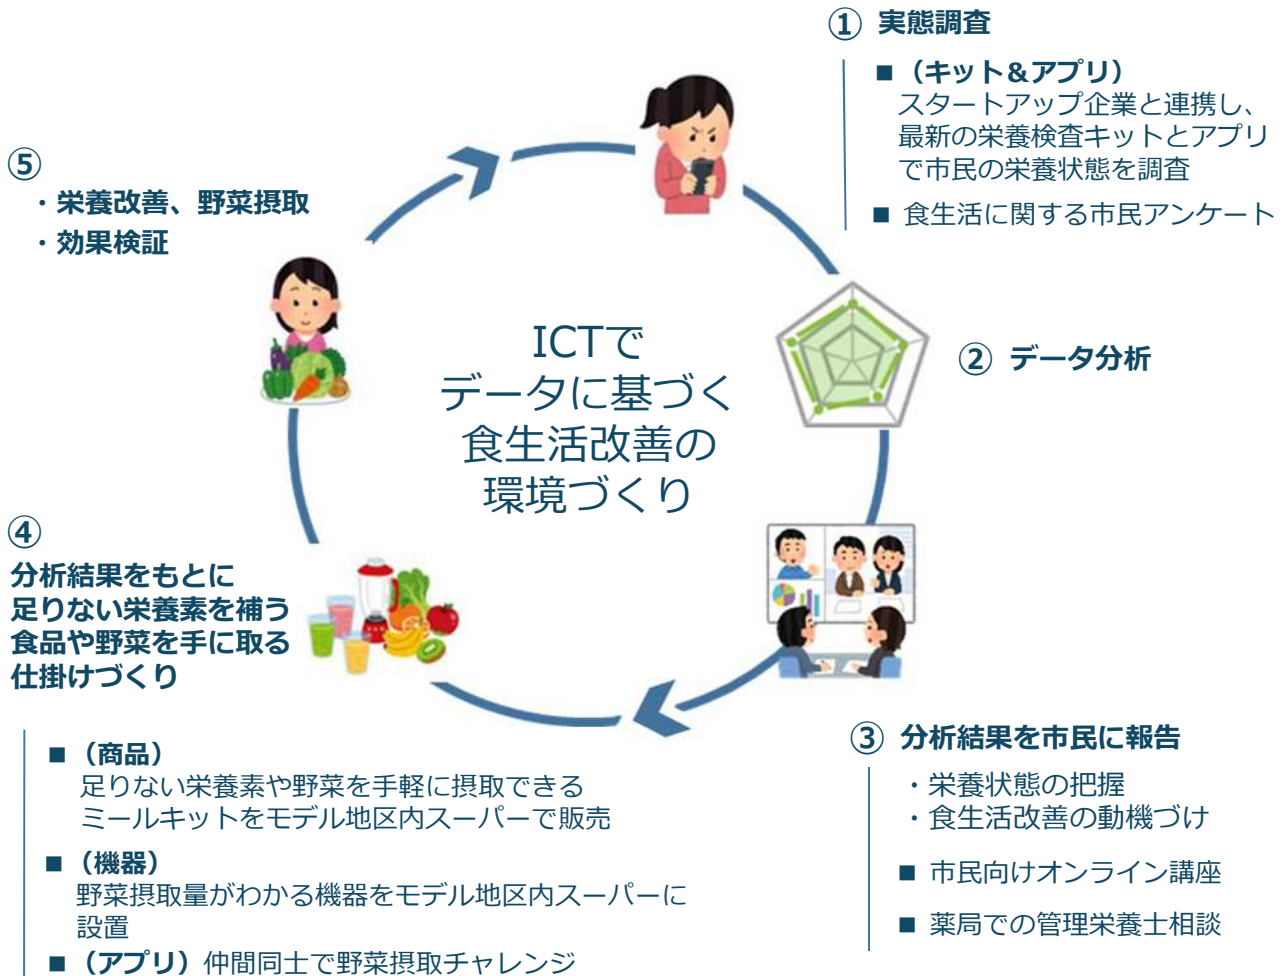 ① 実態調査
■（キット＆アプリ）
スタートアップ企業と連携し、
最新の栄養検査キットとアプリ
で市民の栄養状態を調査
■ 食生活に関する市民アンケート
② データ分析
③ 分析結果を市民に報告
・栄養状態の把握
・食生活改善の動機づけ
■ 市民向けオンライン講座
■ 薬局での管理栄養士相談
④
分析結果をもとに
足りない栄養素を補う
食品や野菜を手に取る
仕掛けづくり
■（商品）
足りない栄養素や野菜を手軽に摂取できる
ミールキットをモデル地区内スーパーで販売
■（機器）
野菜摂取量がわかる機器をモデル地区内スーパーに
設置
■（アプリ）仲間同士で野菜摂取チャレンジ
⑤
・栄養改善、野菜摂取
・効果検証
ICTで
データに基づく
食生活改善の
環境づくり